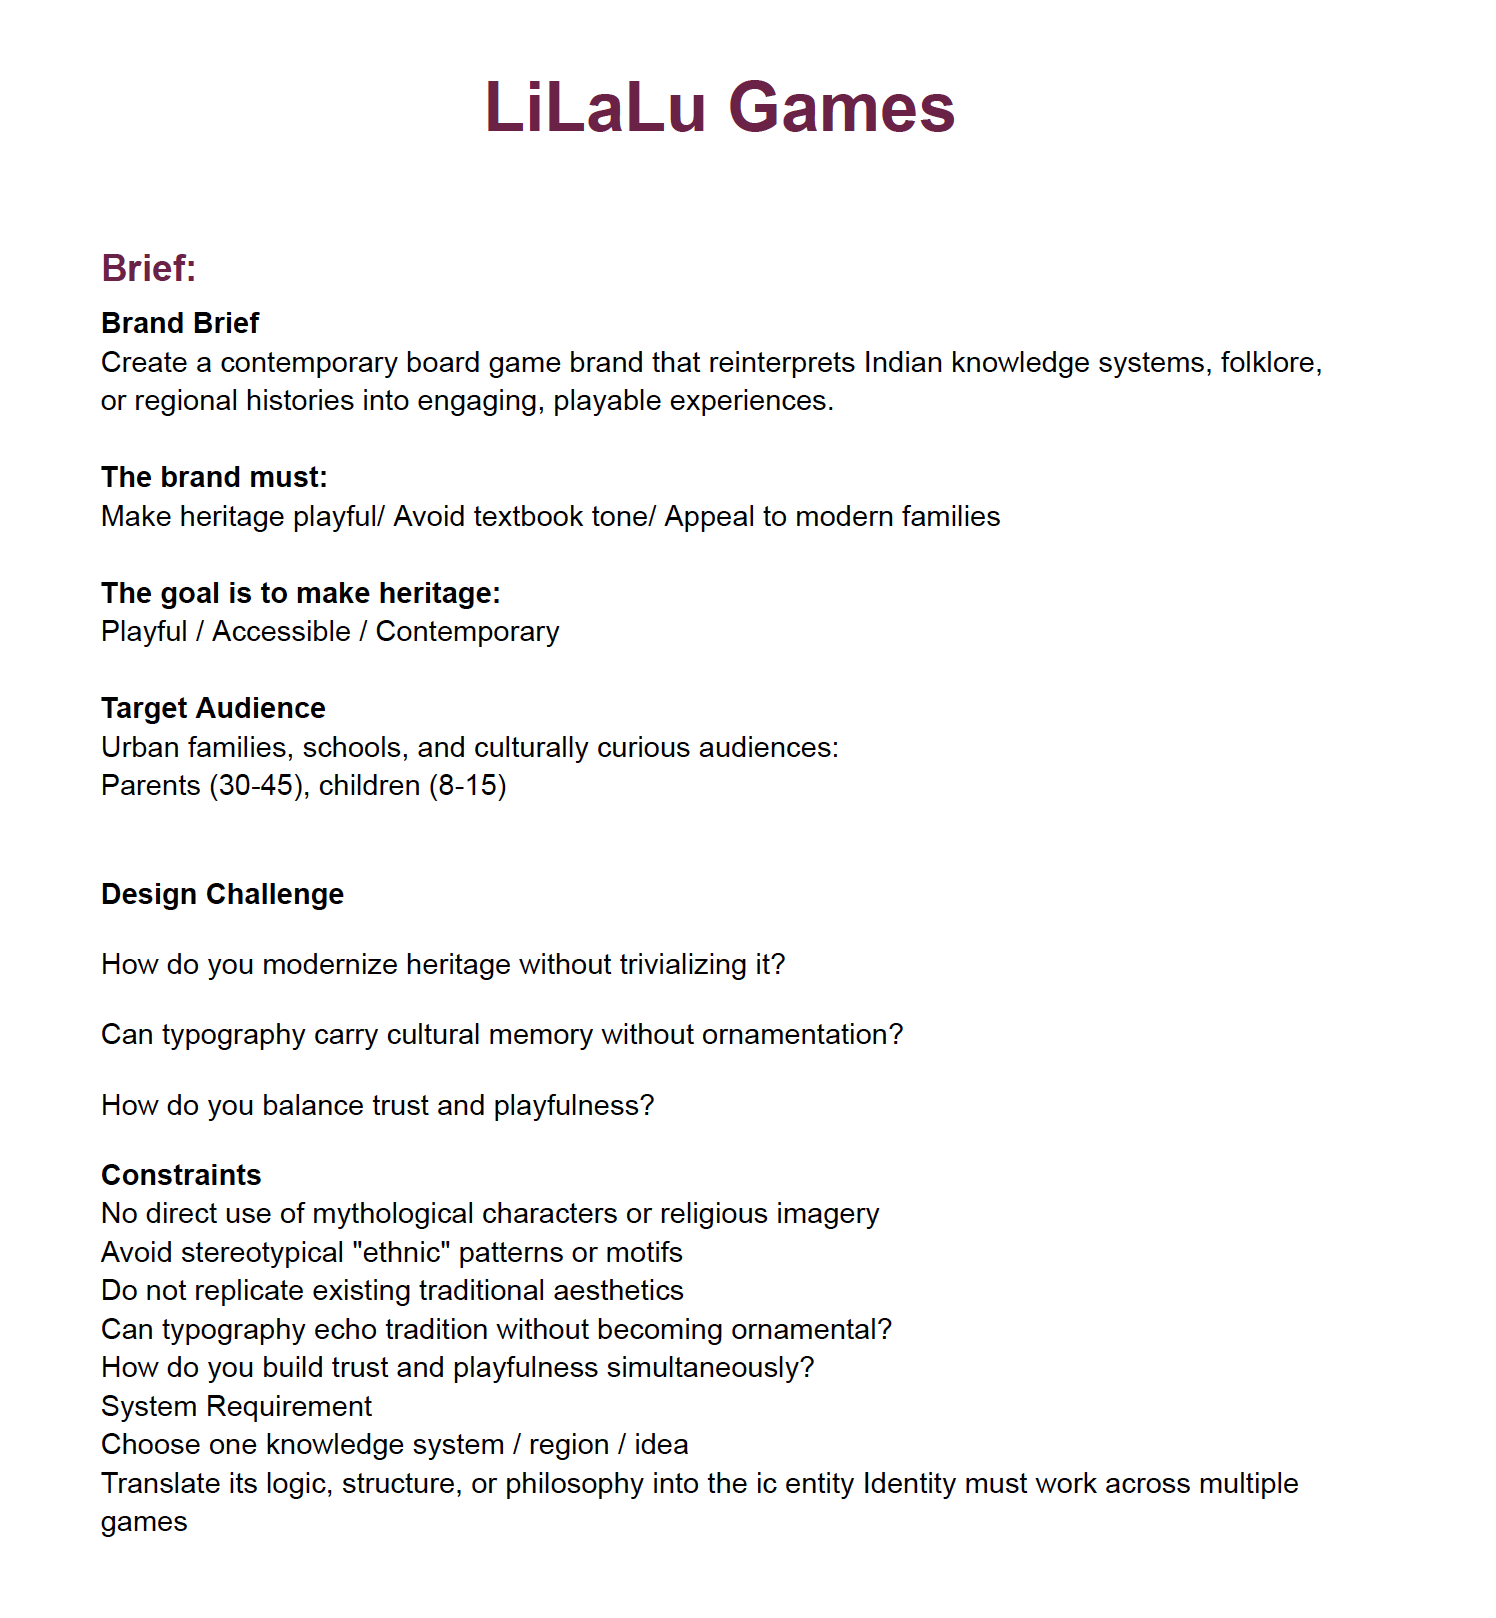 LiLaLu Games
Brief:
Brand Brief
Create a contemporary board game brand that reinterprets Indian knowledge systems, folklore,
or regional histories into engaging, playable experiences.
The brand must:
Make heritage playful/ Avoid textbook tone/ Appeal to modern families
The goal is to make heritage:
Playful / Accessible / Contemporary
Target Audience
Urban families, schools, and culturally curious audiences:
Parents (30-45), children (8-15)
Design Challenge
How do you modernize heritage without trivializing it?
Can typography carry cultural memory without ornamentation?
How do you balance trust and playfulness?
Constraints
No direct use of mythological characters or religious imagery
Avoid stereotypical "ethnic" patterns or motifs
Do not replicate existing traditional aesthetics
Can typography echo tradition without becoming ornamental?
How do you build trust and playfulness simultaneously?
System Requirement
Choose one knowledge system / region / idea
Translate its logic, structure, or philosophy into the ic entity Identity must work across multiple
games